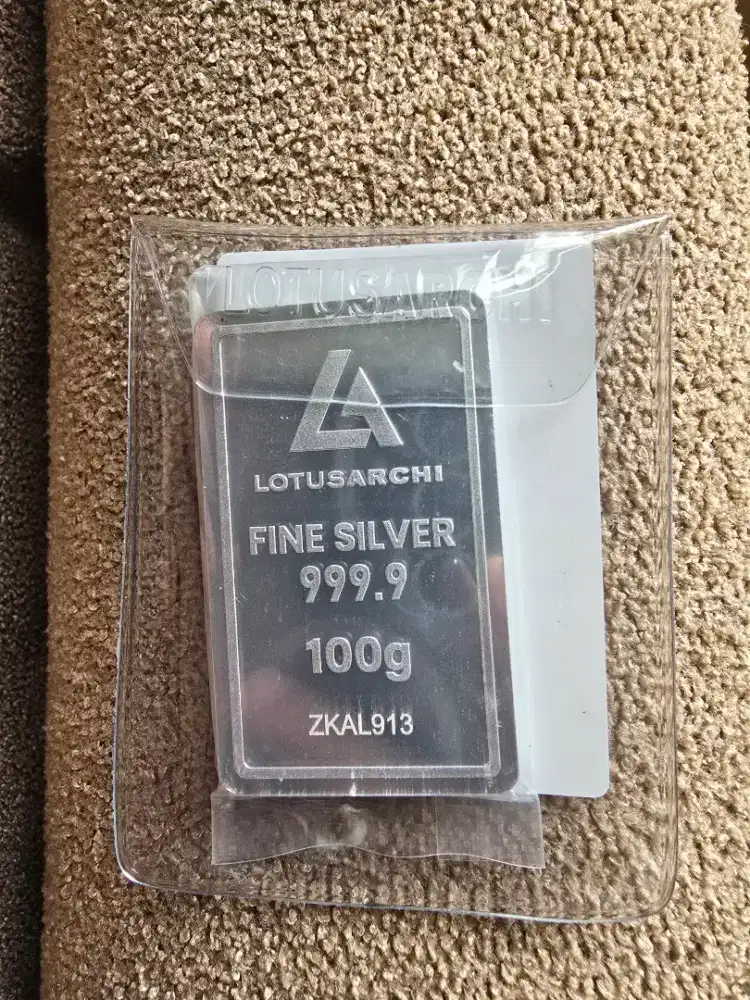 LOTUSARCHI
LOTUSARCHI
FINE SILVER
999.9
100g
ZKAL913